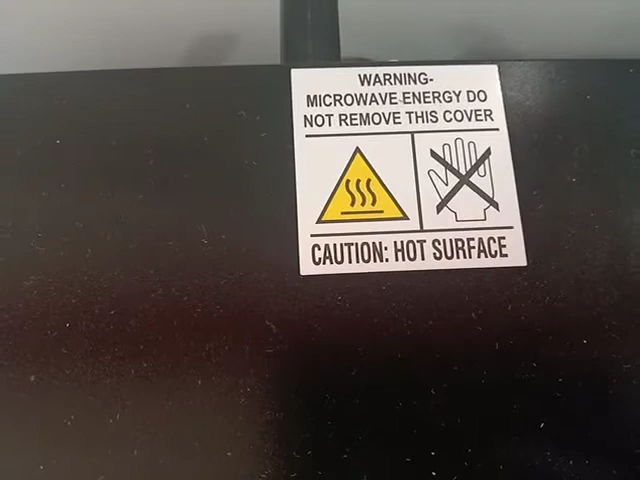 WARNING-
MICROWAVE ENERGY DO
NOT REMOVE THIS COVER
CAUTION: HOT SURFACE